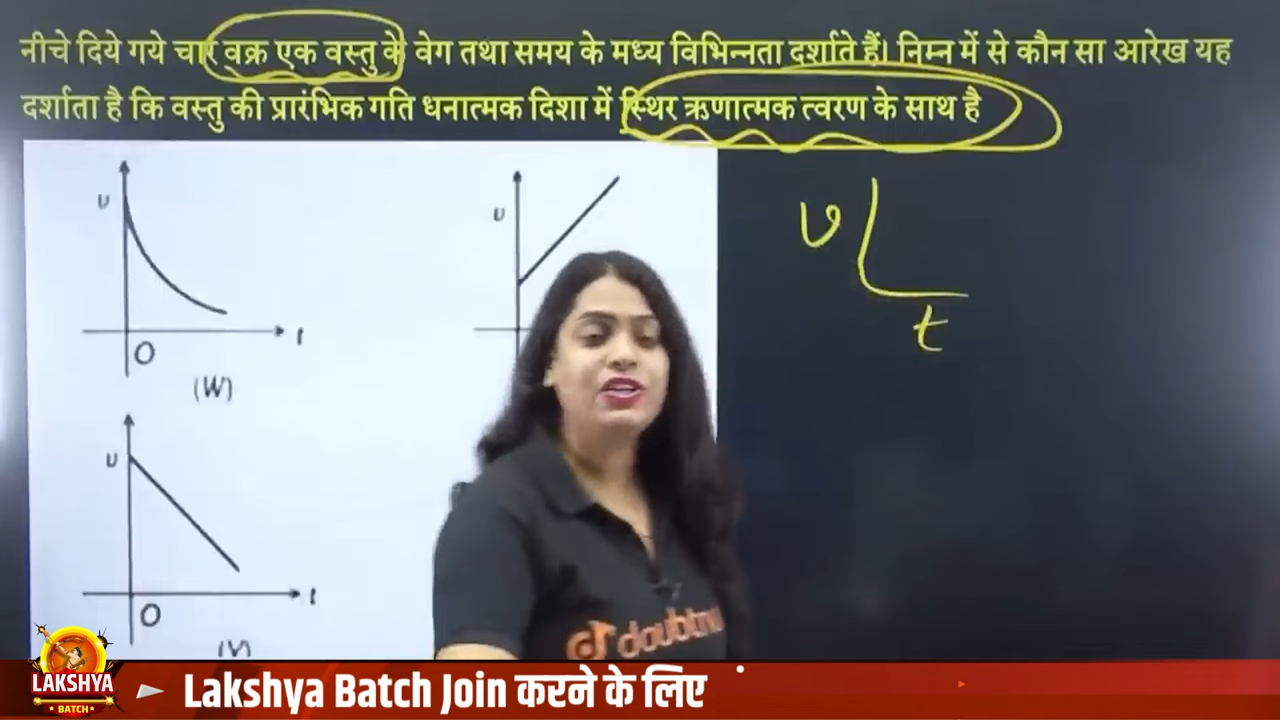 नीचे दिये गये चार वक्र एक वस्तु के वेग तथा समय के मध्य विभिन्नता दर्शाते हैं। निम्न में से कौन सा आरेख यह
दर्शाता है कि वस्तु की प्रारंभिक गति धनात्मक दिशा में स्थिर ऋणात्मक त्वरण के साथ है
υ
t
O
(W)
υ
υ
t
υ
t
O
doubtnu
LAKSHYA
BATCH
Lakshya Batch Join करने के लिए